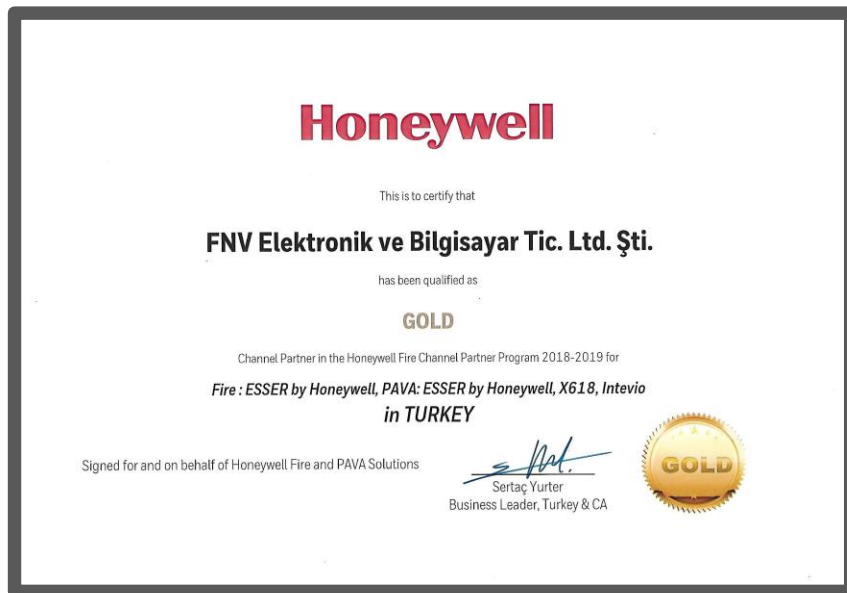 Honeywell
This is to certify that
FNV Elektronik ve Bilgisayar Tic. Ltd. Şti.
has been qualified as
GOLD
Channel Partner in the Honeywell Fire Channel Partner Program 2018-2019 for
Fire : ESSER by Honeywell, PAVA: ESSER by Honeywell, X618, Intevio
in TURKEY
Signed for and on behalf of Honeywell Fire and PAVA Solutions
Sertaç Yurter
Business Leader, Turkey & CA
GOLD